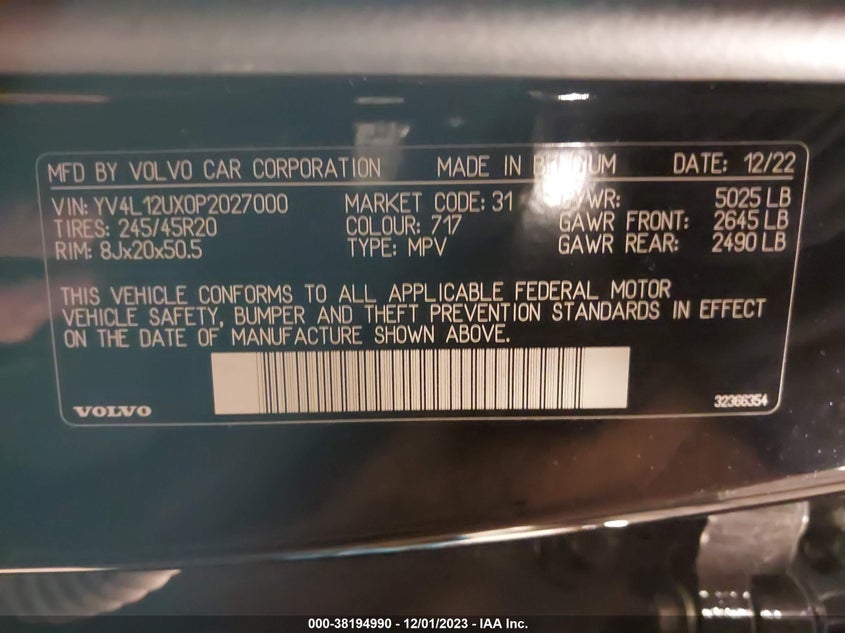 MFD BY VOLVO CAR CORPORATION MADE IN BELGIUM DATE: 12/22
VIN: YV4L12UX0P2027000 MARKET CODE: 31 GVWR: 5025 LB
TIRES: 245/45R20 COLOUR: 717 GAWR FRONT: 2645 LB
RIM: 8Jx20x50.5 TYPE: MPV GAWR REAR: 2490 LB
THIS VEHICLE CONFORMS TO ALL APPLICABLE FEDERAL MOTOR
VEHICLE SAFETY, BUMPER AND THEFT PREVENTION STANDARDS IN EFFECT
ON THE DATE OF MANUFACTURE SHOWN ABOVE.
VOLVO 32366354
000-38194990 - 12/01/2023 - IAA Inc.